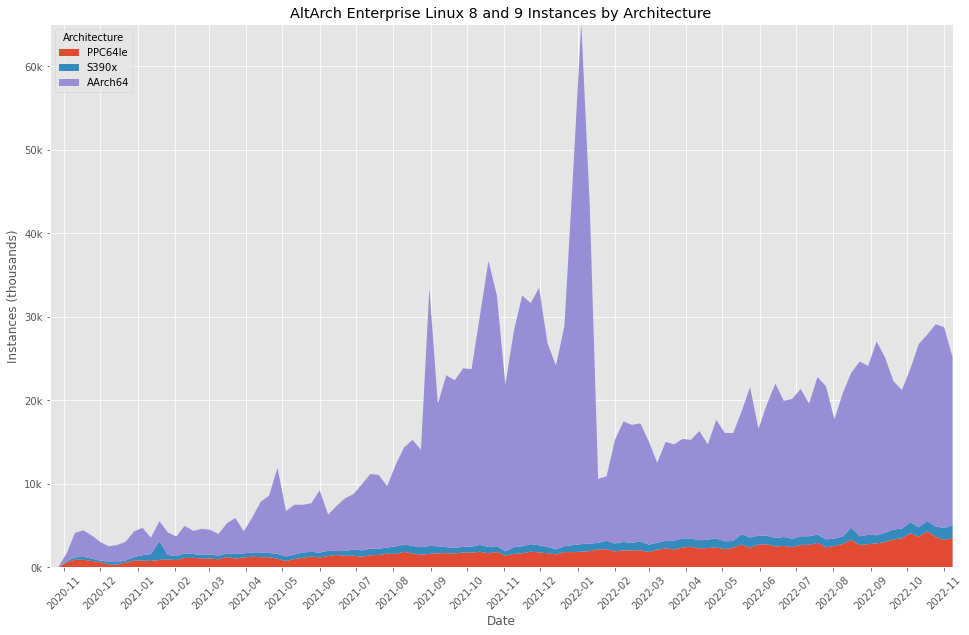 AltArch Enterprise Linux 8 and 9 Instances by Architecture
Architecture
PPC64le
S390x
AArch64
Instances (thousands)
60k
50k
40k
30k
20k
10k
0k
2020-11
2020-12
2021-01
2021-02
2021-03
2021-04
2021-05
2021-06
2021-07
2021-08
2021-09
2021-10
2021-11
2021-12
2022-01
2022-02
2022-03
2022-04
2022-05
2022-06
2022-07
2022-08
2022-09
2022-10
2022-11
Date